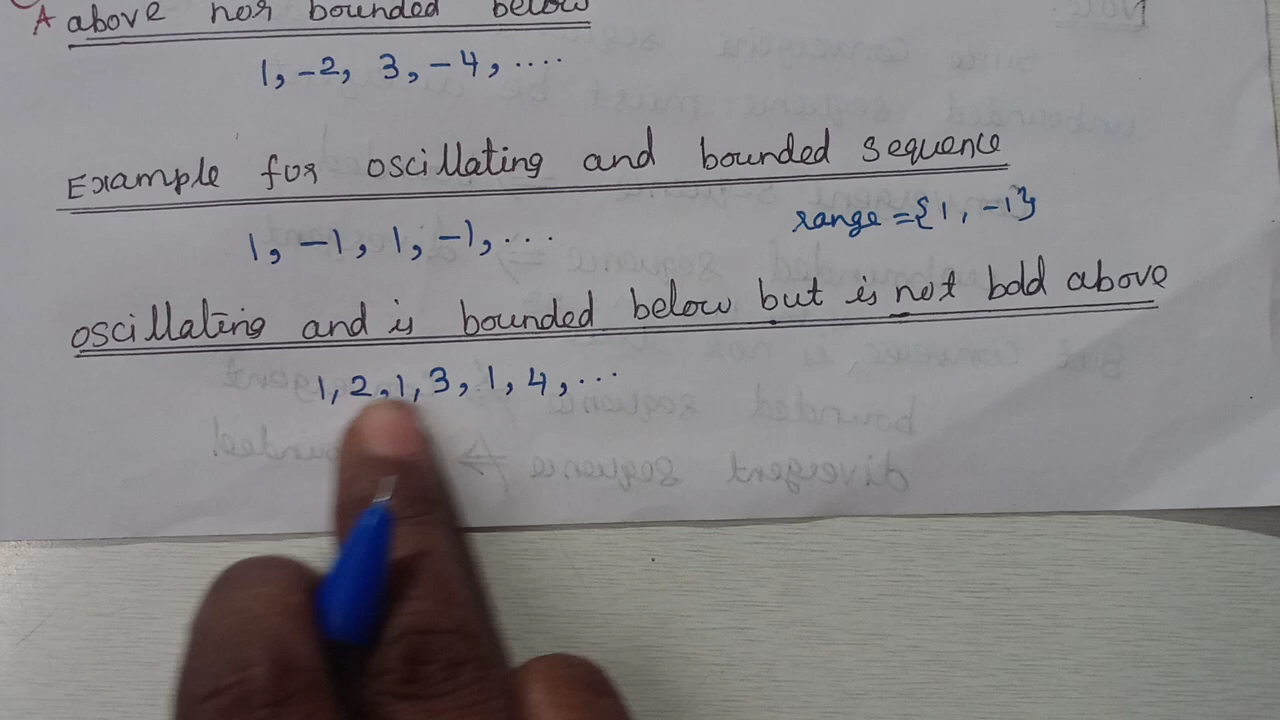 A above nor bounded below
1, -2, 3, -4, ....
Example for oscillating and bounded sequence
1, -1, 1, -1, ... range = {1, -1}
oscillating and is bounded below but is not bdd above
1, 2, 1, 3, 1, 4, ...